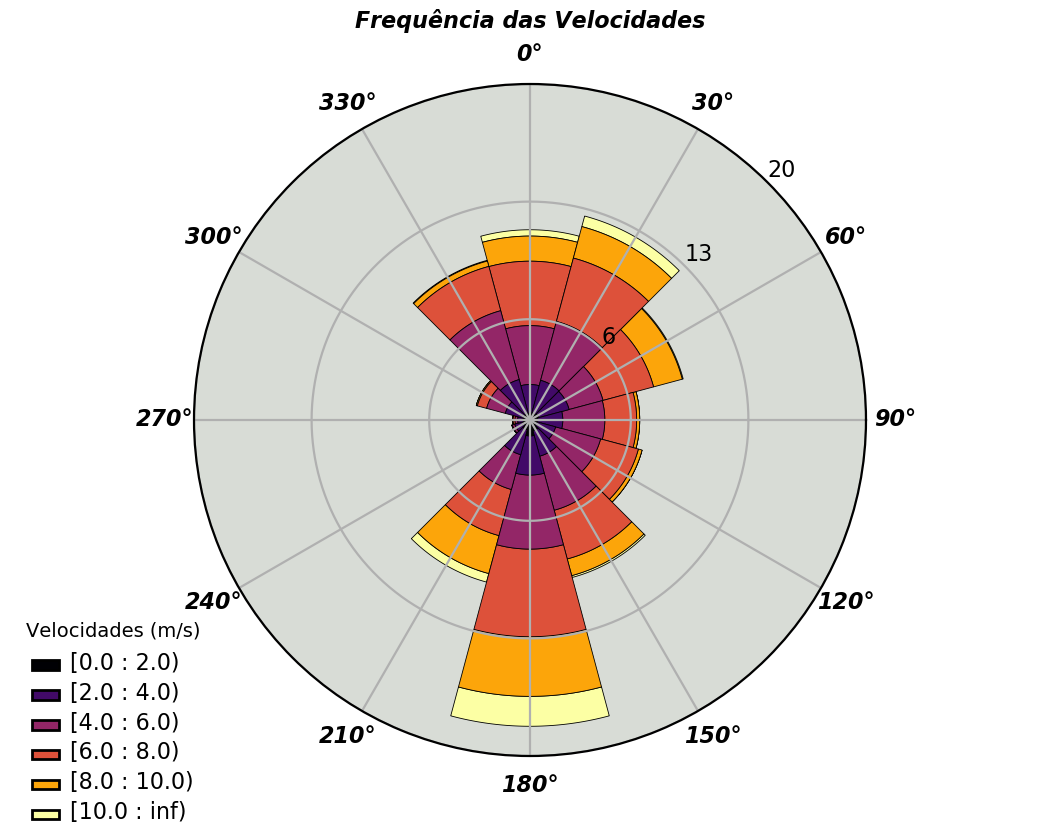 Frequência das Velocidades
0°
330°
30°
20
300°
60°
13
6
270°
90°
240°
120°
Velocidades (m/s)
[0.0 : 2.0)
[2.0 : 4.0)
[4.0 : 6.0)
[6.0 : 8.0)
[8.0 : 10.0)
[10.0 : inf)
210°
150°
180°